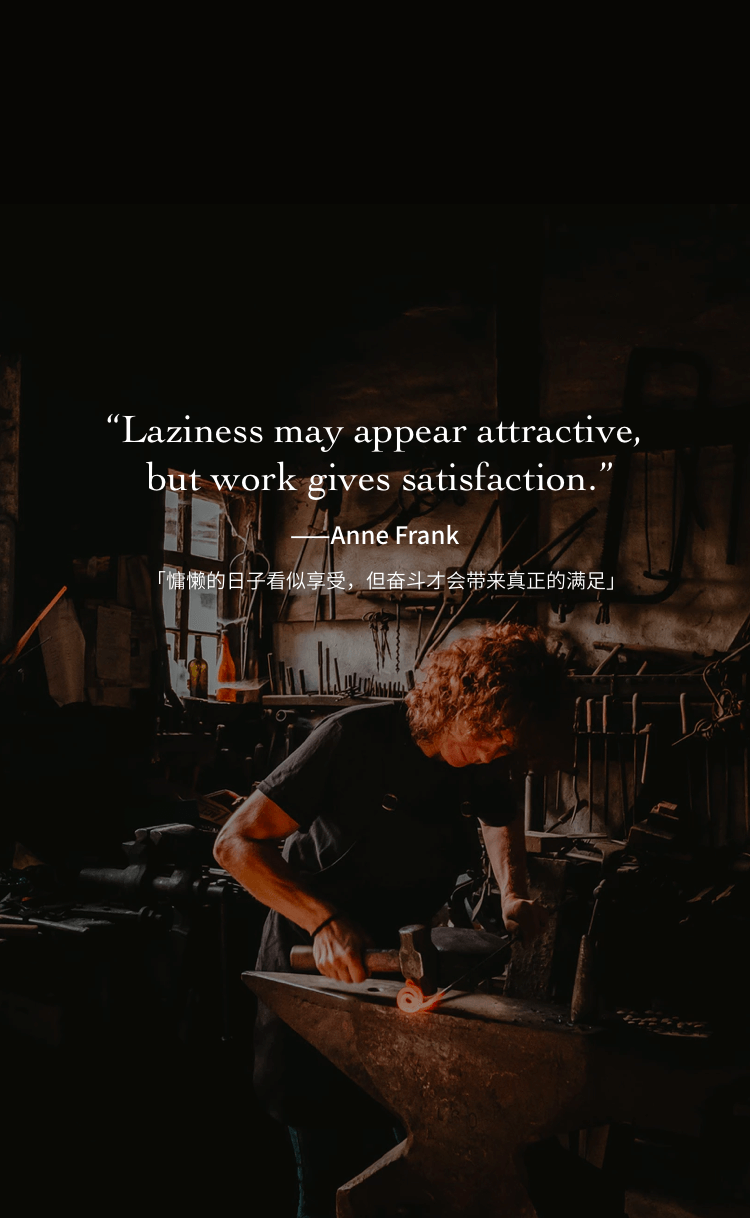 “Laziness may appear attractive,
but work gives satisfaction.”
——Anne Frank
「慵懒的日子看似享受，但奋斗才会带来真正的满足」